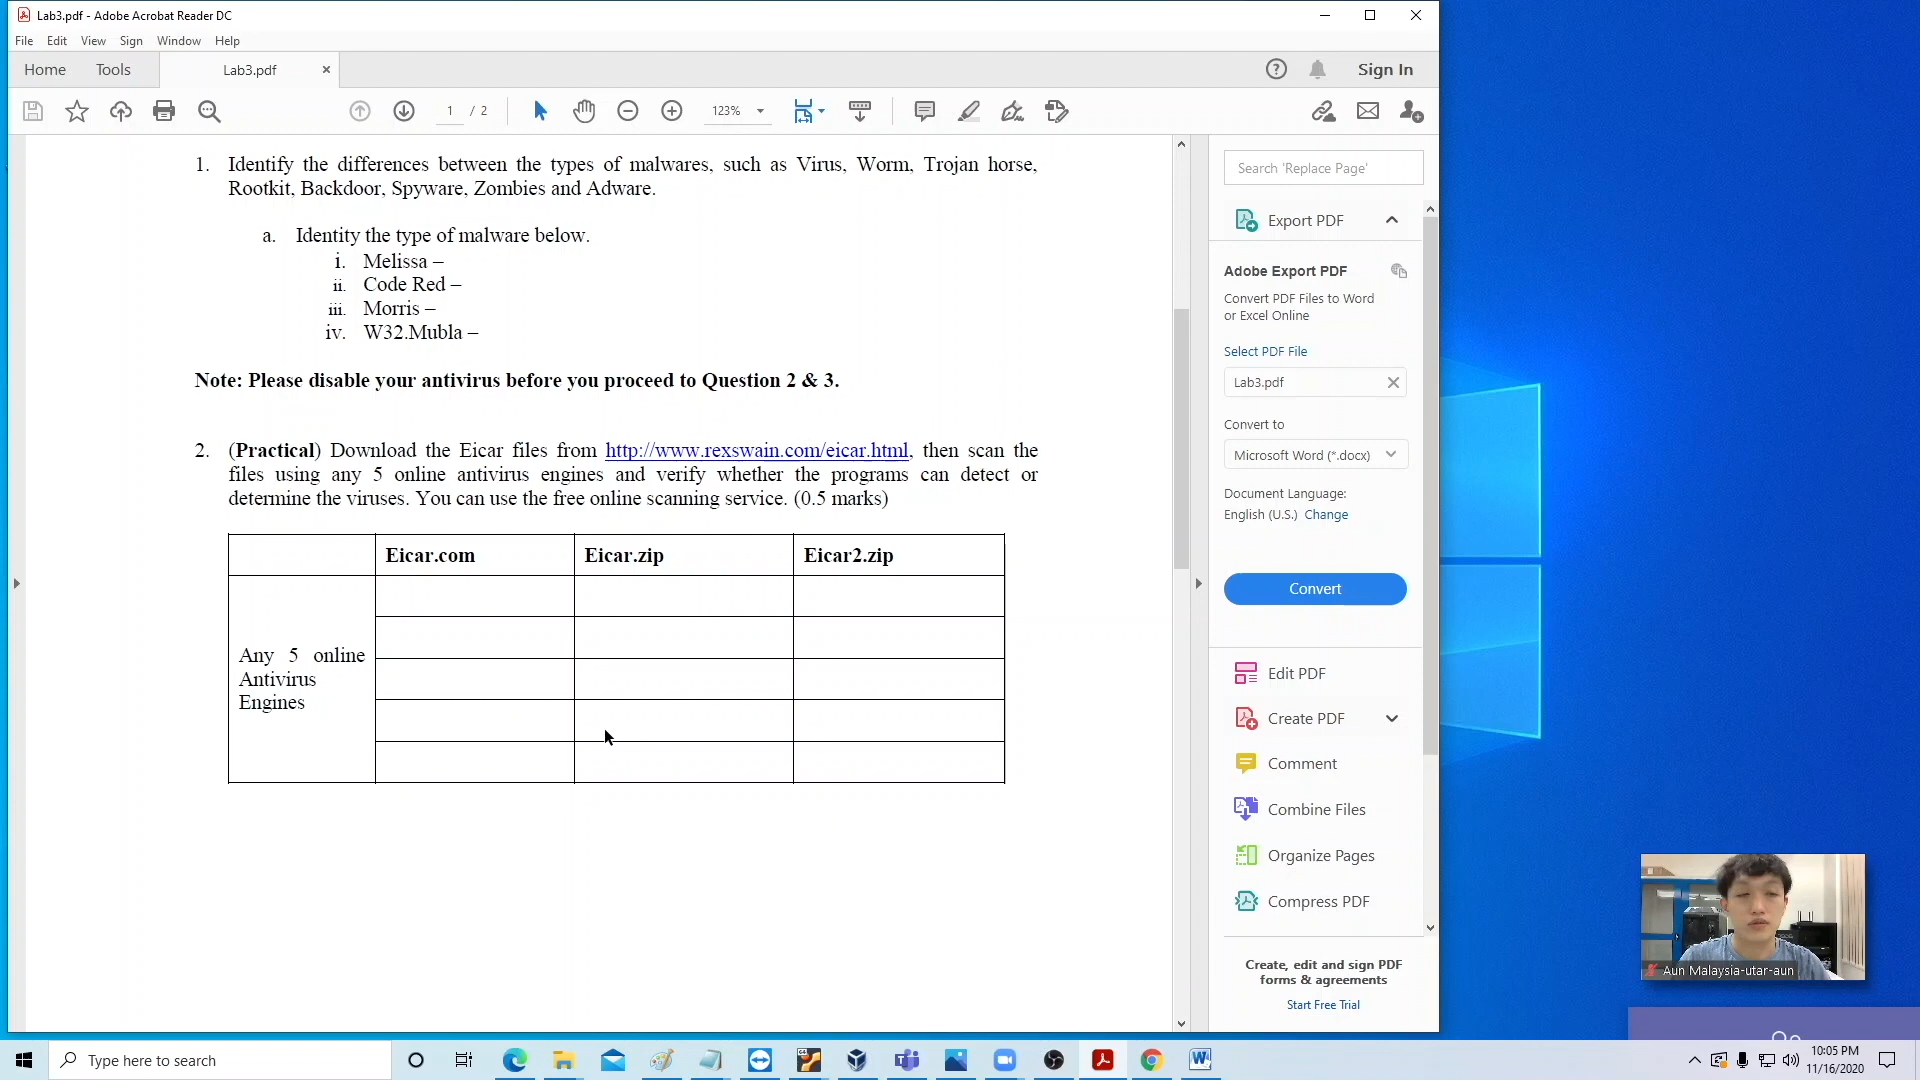 Lab3.pdf - Adobe Acrobat Reader DC
File Edit View Sign Window Help
Home Tools Lab3.pdf × Sign In
1 / 2 123%
1. Identify the differences between the types of malwares, such as Virus, Worm, Trojan horse,
Rootkit, Backdoor, Spyware, Zombies and Adware.
a. Identity the type of malware below.
i. Melissa –
ii. Code Red –
iii. Morris –
iv. W32.Mubla –
Note: Please disable your antivirus before you proceed to Question 2 & 3.
2. (Practical) Download the Eicar files from http://www.rexswain.com/eicar.html, then scan the
files using any 5 online antivirus engines and verify whether the programs can detect or
determine the viruses. You can use the free online scanning service. (0.5 marks)
Eicar.com Eicar.zip Eicar2.zip
Any 5 online
Antivirus
Engines
Search 'Replace Page'
Export PDF
Adobe Export PDF
Convert PDF Files to Word
or Excel Online
Select PDF File
Lab3.pdf
Convert to
Microsoft Word (*.docx)
Document Language:
English (U.S.) Change
Convert
Edit PDF
Create PDF
Comment
Combine Files
Organize Pages
Compress PDF
Create, edit and sign PDF
forms & agreements
Start Free Trial
Aun Malaysia-utar-aun
Type here to search
10:05 PM
11/16/2020